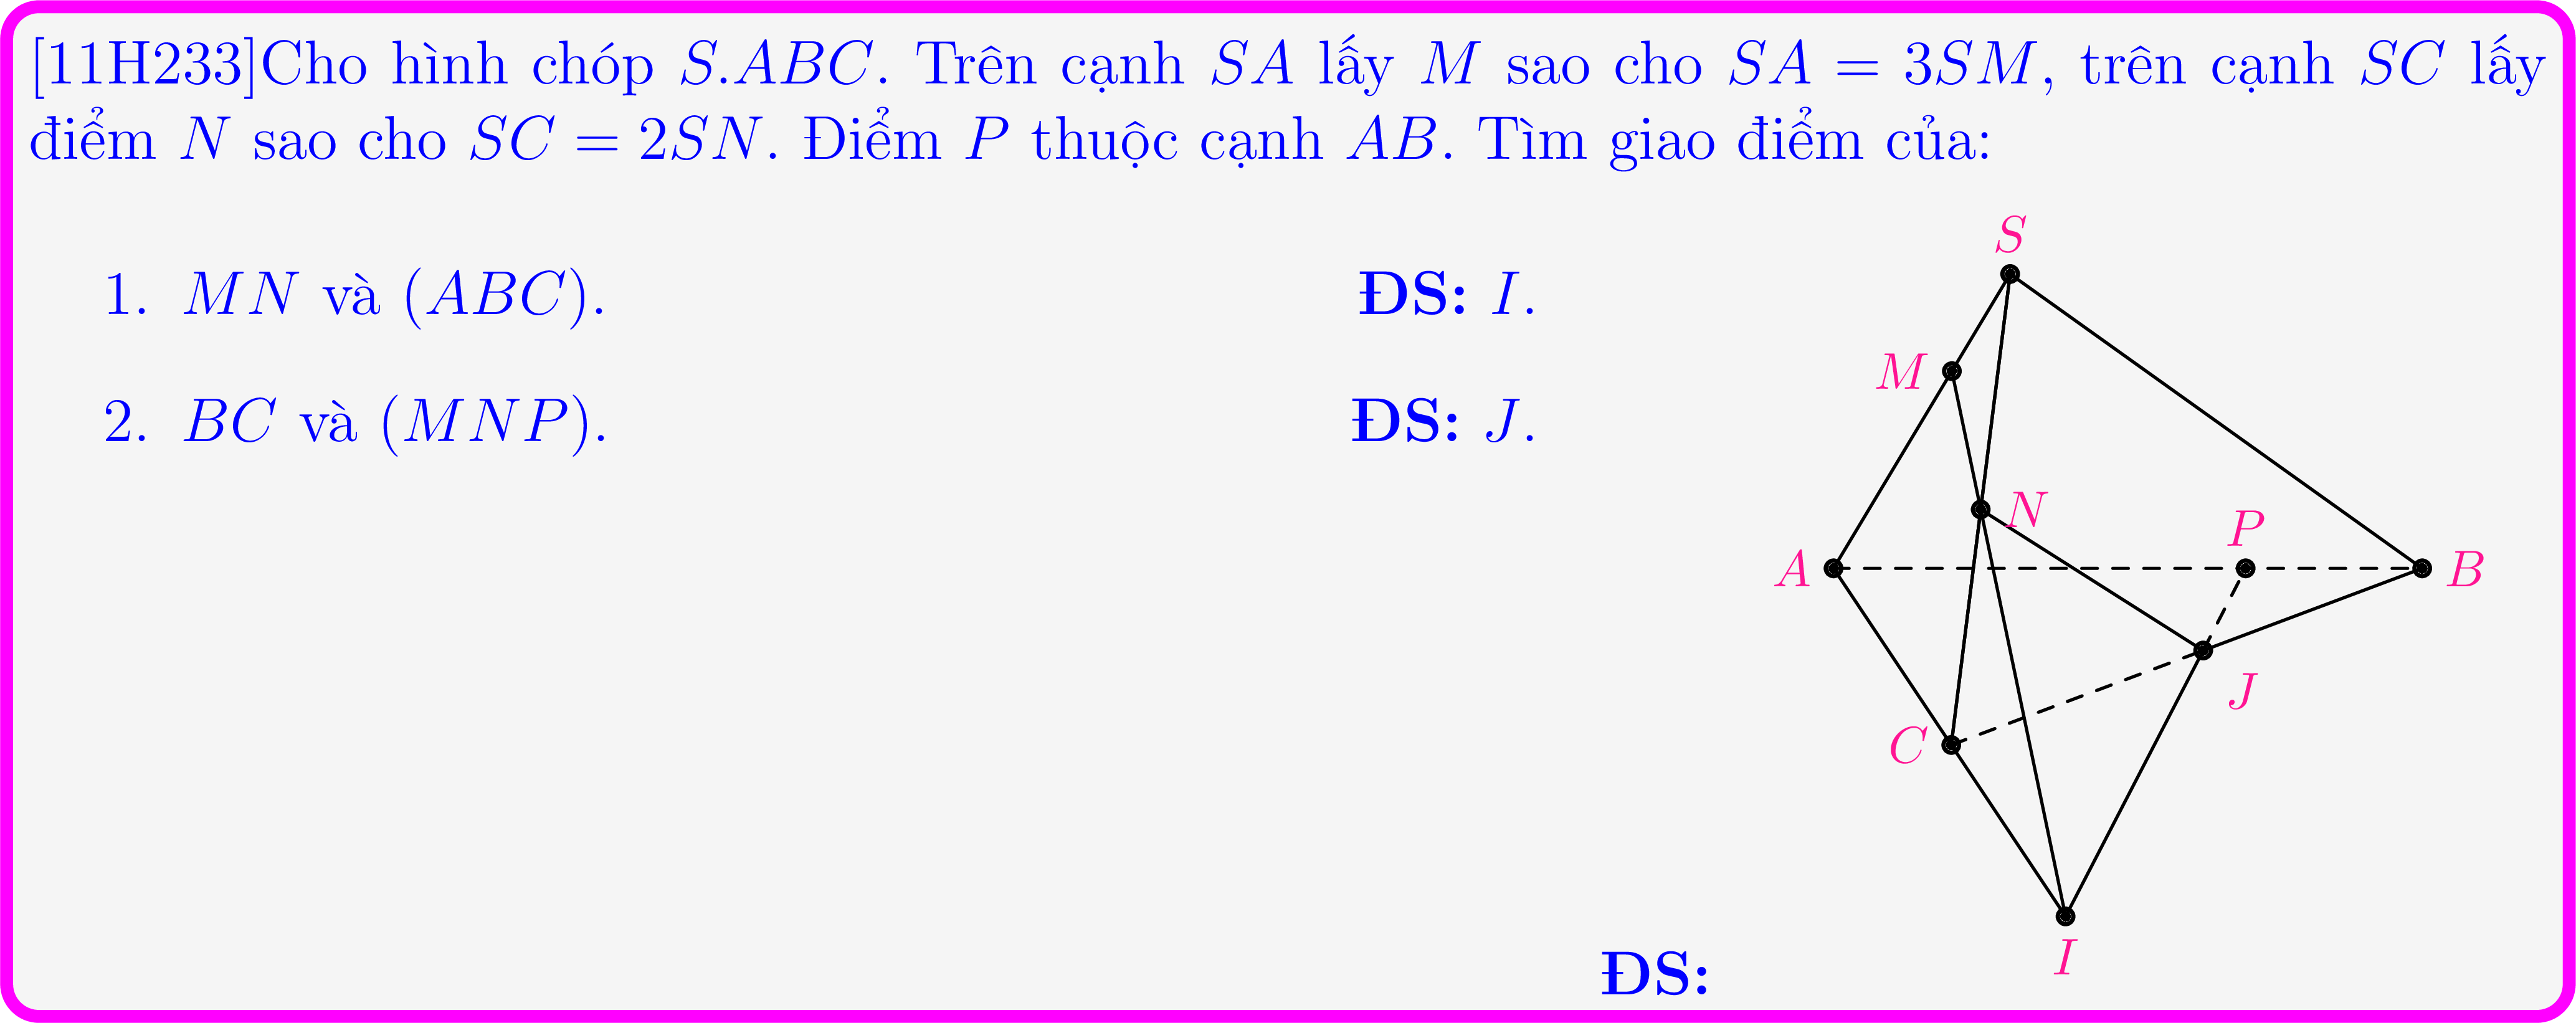 [11H233]Cho hình chóp S.ABC. Trên cạnh SA lấy M sao cho SA = 3SM, trên cạnh SC lấy
điểm N sao cho SC = 2SN. Điểm P thuộc cạnh AB. Tìm giao điểm của:
1. MN và (ABC). ĐS: I.
2. BC và (MNP). ĐS: J.
S
M
N
P
A
B
J
C
I
ĐS: